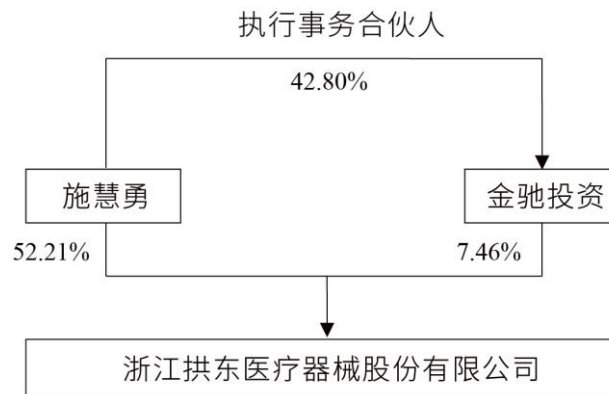 执行事务合伙人
42.80%
施慧勇
金驰投资
52.21%
7.46%
浙江拱东医疗器械股份有限公司